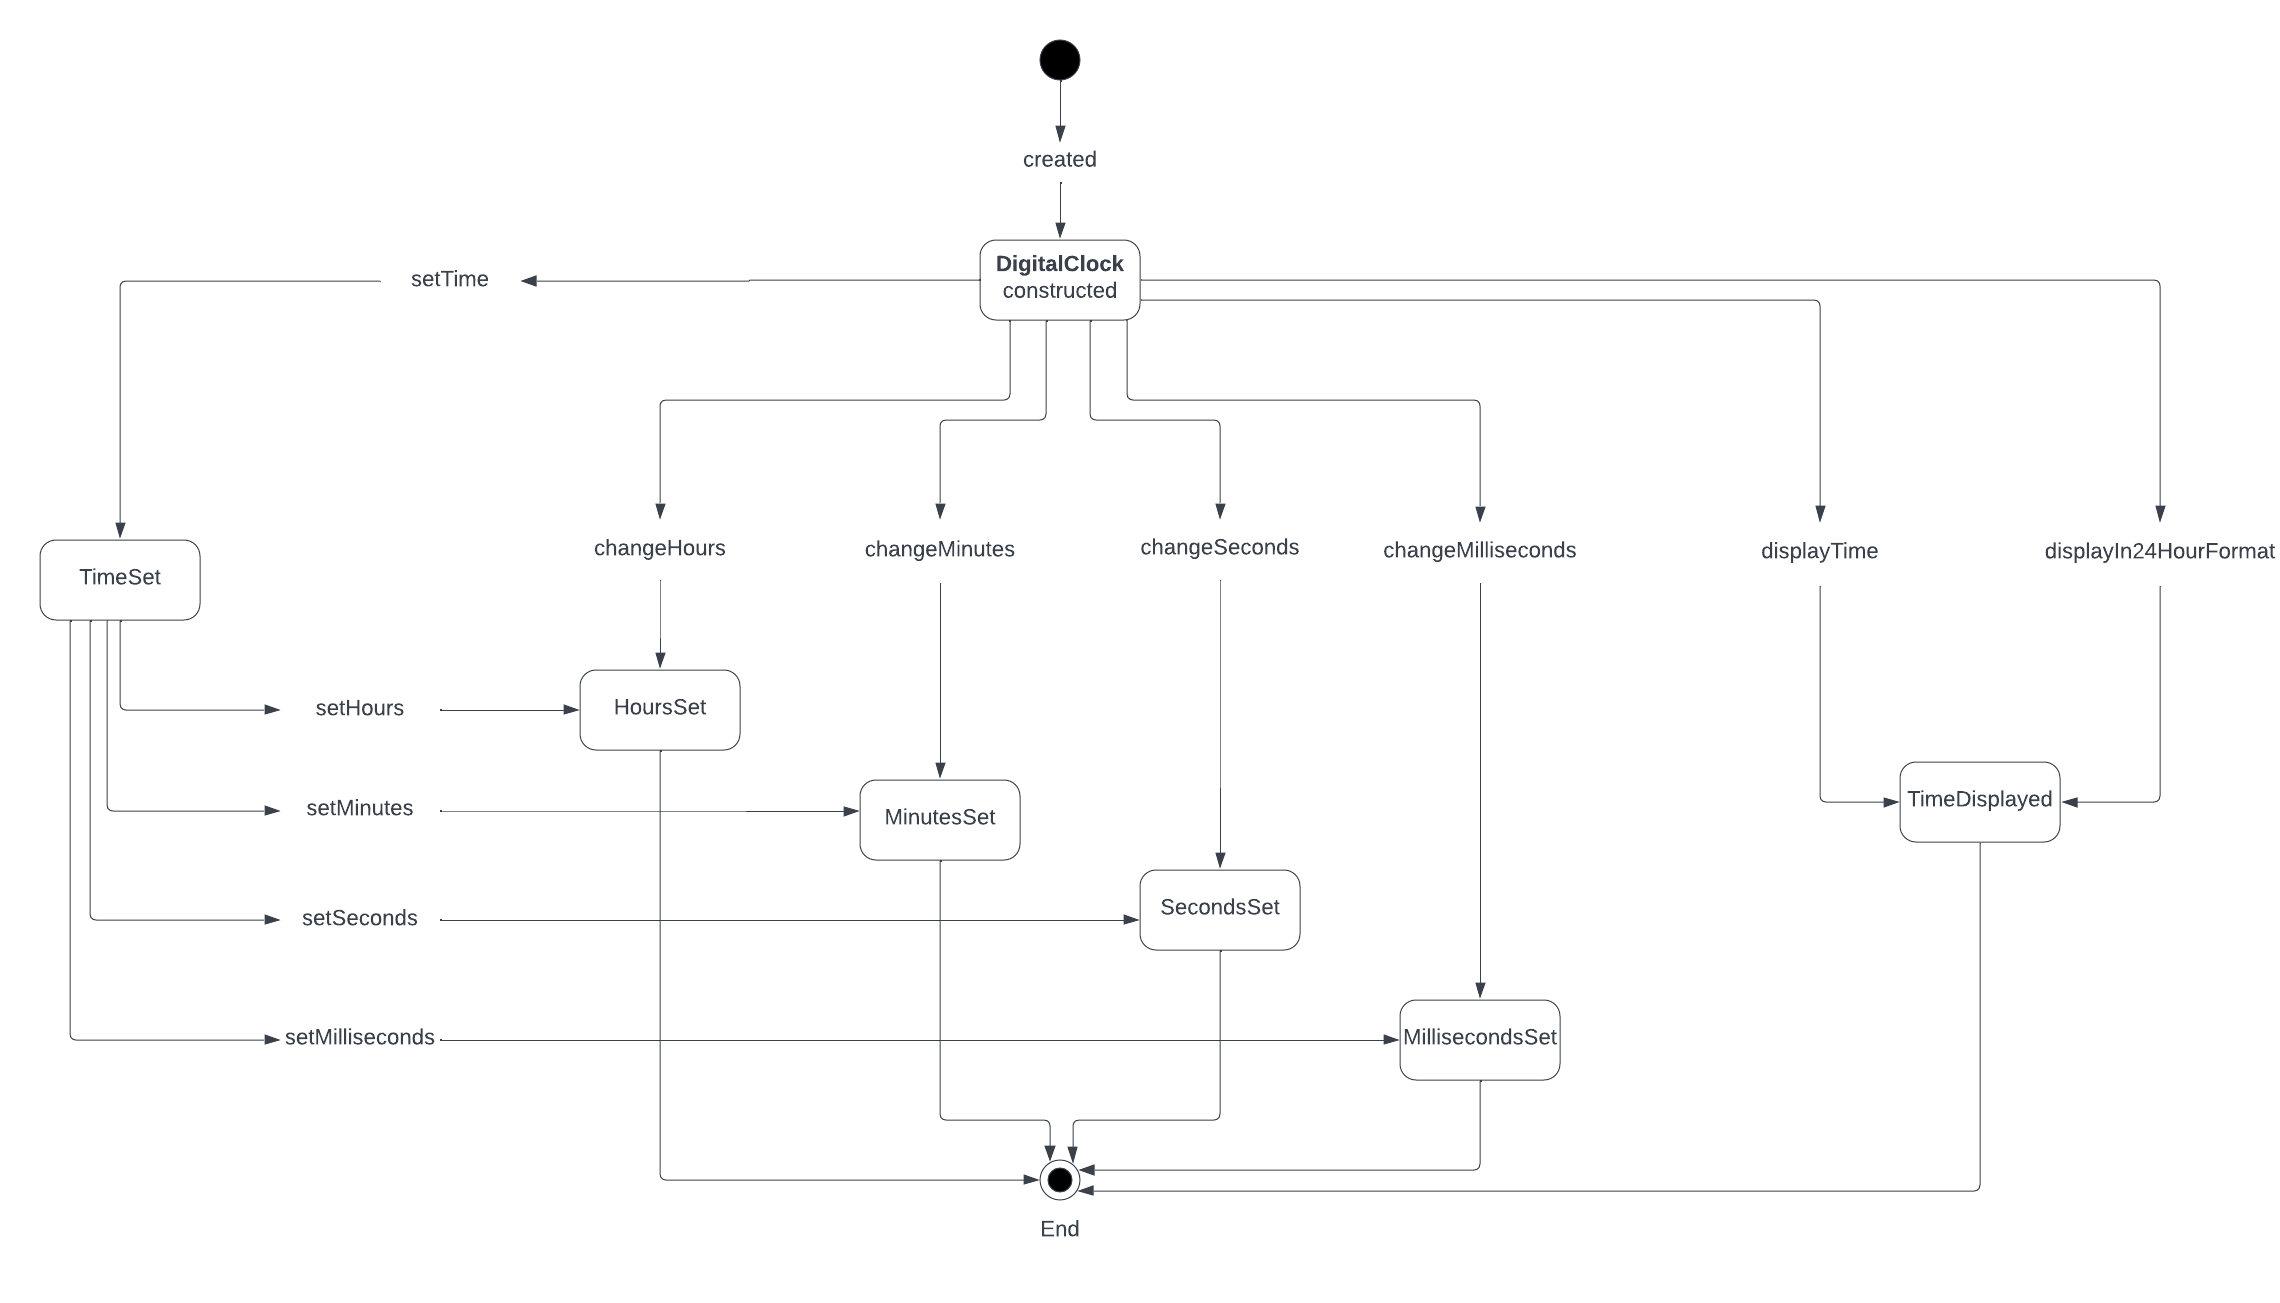 created
DigitalClock
constructed
setTime
changeHours
changeMinutes
changeSeconds
changeMilliseconds
displayTime
displayIn24HourFormat
TimeSet
setHours
HoursSet
setMinutes
MinutesSet
TimeDisplayed
setSeconds
SecondsSet
setMilliseconds
MillisecondsSet
End